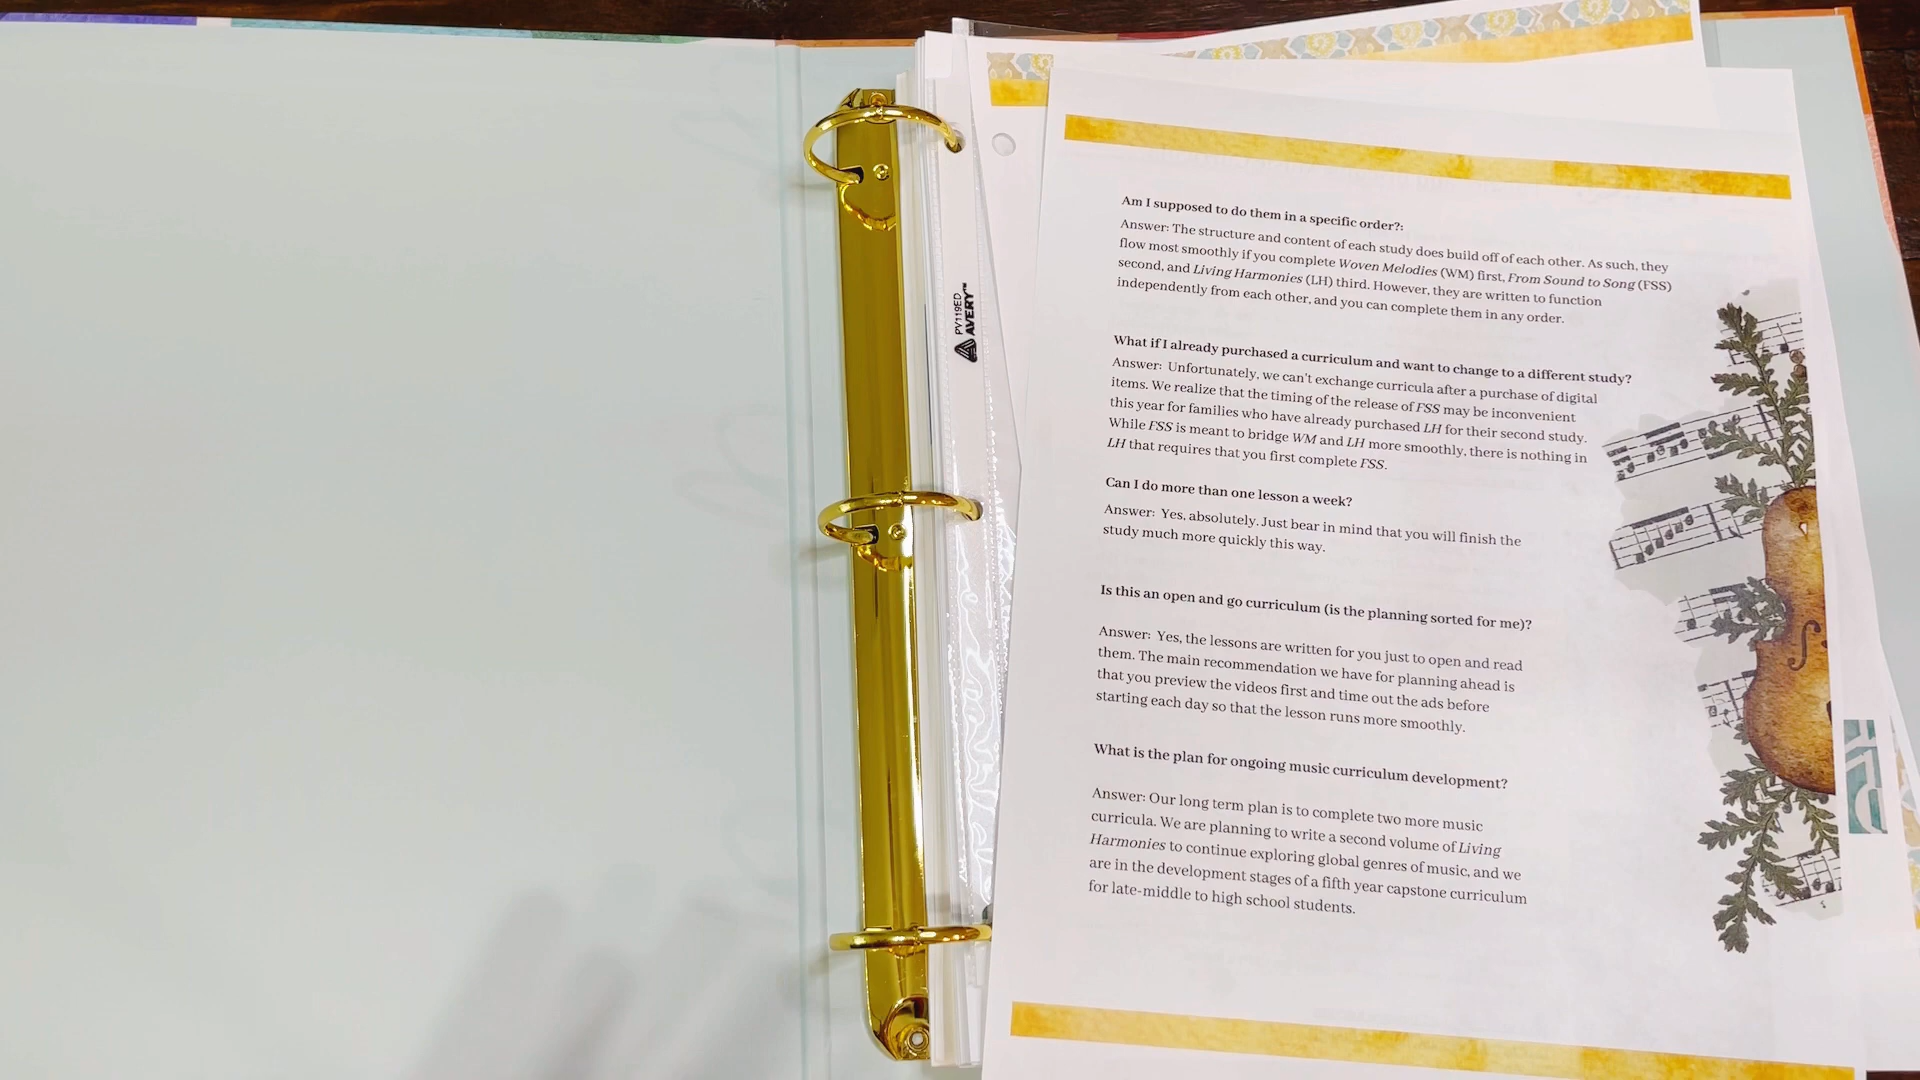 PV119ED
AVERY™
Am I supposed to do them in a specific order?:
Answer: The structure and content of each study does build off of each other. As such, they
flow most smoothly if you complete Woven Melodies (WM) first, From Sound to Song (FSS)
second, and Living Harmonies (LH) third. However, they are written to function
independently from each other, and you can complete them in any order.
What if I already purchased a curriculum and want to change to a different study?
Answer: Unfortunately, we can't exchange curricula after a purchase of digital
items. We realize that the timing of the release of FSS may be inconvenient
this year for families who have already purchased LH for their second study.
While FSS is meant to bridge WM and LH more smoothly, there is nothing in
LH that requires that you first complete FSS.
Can I do more than one lesson a week?
Answer: Yes, absolutely. Just bear in mind that you will finish the
study much more quickly this way.
Is this an open and go curriculum (is the planning sorted for me)?
Answer: Yes, the lessons are written for you just to open and read
them. The main recommendation we have for planning ahead is
that you preview the videos first and time out the ads before
starting each day so that the lesson runs more smoothly.
What is the plan for ongoing music curriculum development?
Answer: Our long term plan is to complete two more music
curricula. We are planning to write a second volume of Living
Harmonies to continue exploring global genres of music, and we
are in the development stages of a fifth year capstone curriculum
for late-middle to high school students.